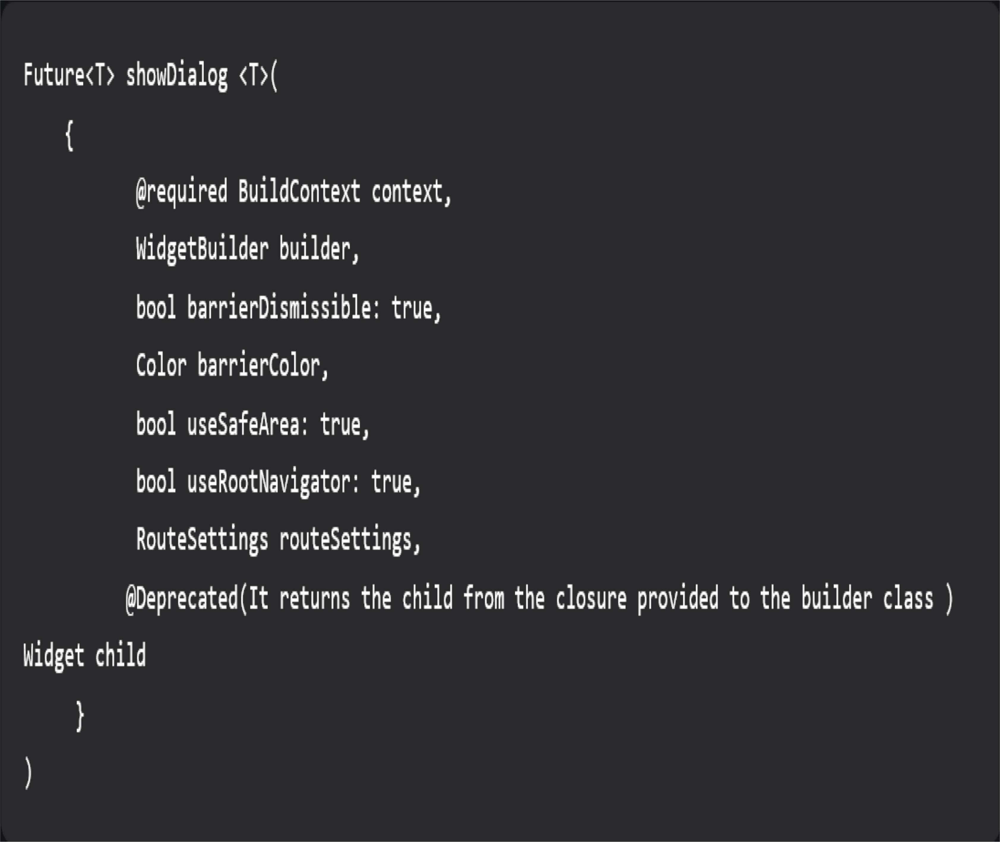 Future<T> showDialog <T>(
{
@required BuildContext context,
WidgetBuilder builder,
bool barrierDismissible: true,
Color barrierColor,
bool useSafeArea: true,
bool useRootNavigator: true,
RouteSettings routeSettings,
@Deprecated(It returns the child from the closure provided to the builder class )
Widget child
}
)